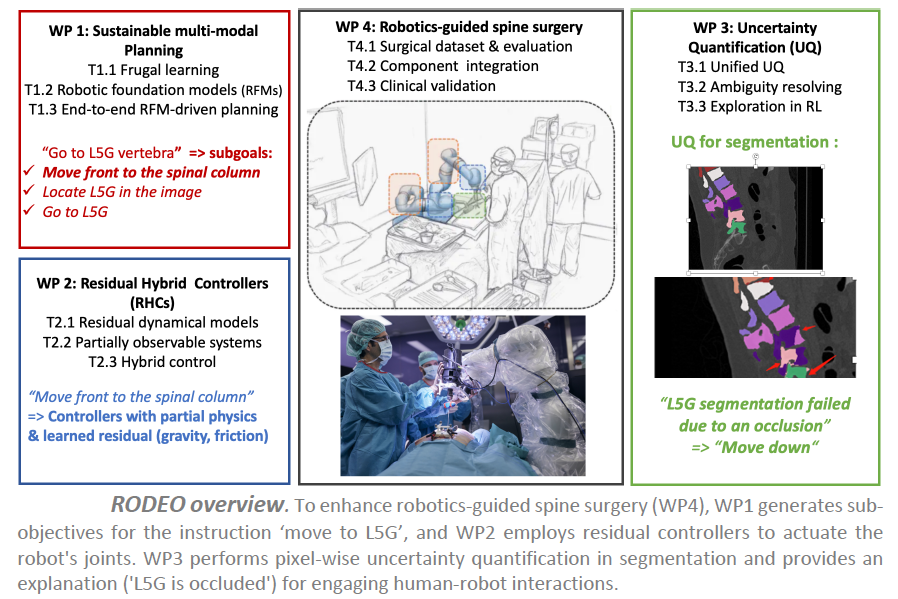 WP 1: Sustainable multi-modal
Planning
T1.1 Frugal learning
T1.2 Robotic foundation models (RFMs)
T1.3 End-to-end RFM-driven planning
“Go to L5G vertebra” => subgoals:
✓ Move front to the spinal column
✓ Locate L5G in the image
✓ Go to L5G
WP 2: Residual Hybrid Controllers
(RHCs)
T2.1 Residual dynamical models
T2.2 Partially observable systems
T2.3 Hybrid control
“Move front to the spinal column”
=> Controllers with partial physics
& learned residual (gravity, friction)
WP 4: Robotics-guided spine surgery
T4.1 Surgical dataset & evaluation
T4.2 Component integration
T4.3 Clinical validation
WP 3: Uncertainty
Quantification (UQ)
T3.1 Unified UQ
T3.2 Ambiguity resolving
T3.3 Exploration in RL
UQ for segmentation :
“L5G segmentation failed
due to an occlusion”
=> “Move down“
RODEO overview. To enhance robotics-guided spine surgery (WP4), WP1 generates sub-
objectives for the instruction ‘move to L5G’, and WP2 employs residual controllers to actuate the
robot's joints. WP3 performs pixel-wise uncertainty quantification in segmentation and provides an
explanation ('L5G is occluded') for engaging human-robot interactions.